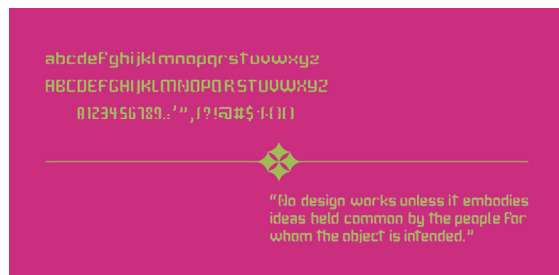 abcdefghijklmnopqrstuvwxyz
ABCDEFGHIJKLMNOPQRSTUVWXYZ
0123456789.:'",(?!@#$-{}[]
"No design works unless it embodies
ideas held common by the people for
whom the object is intended."